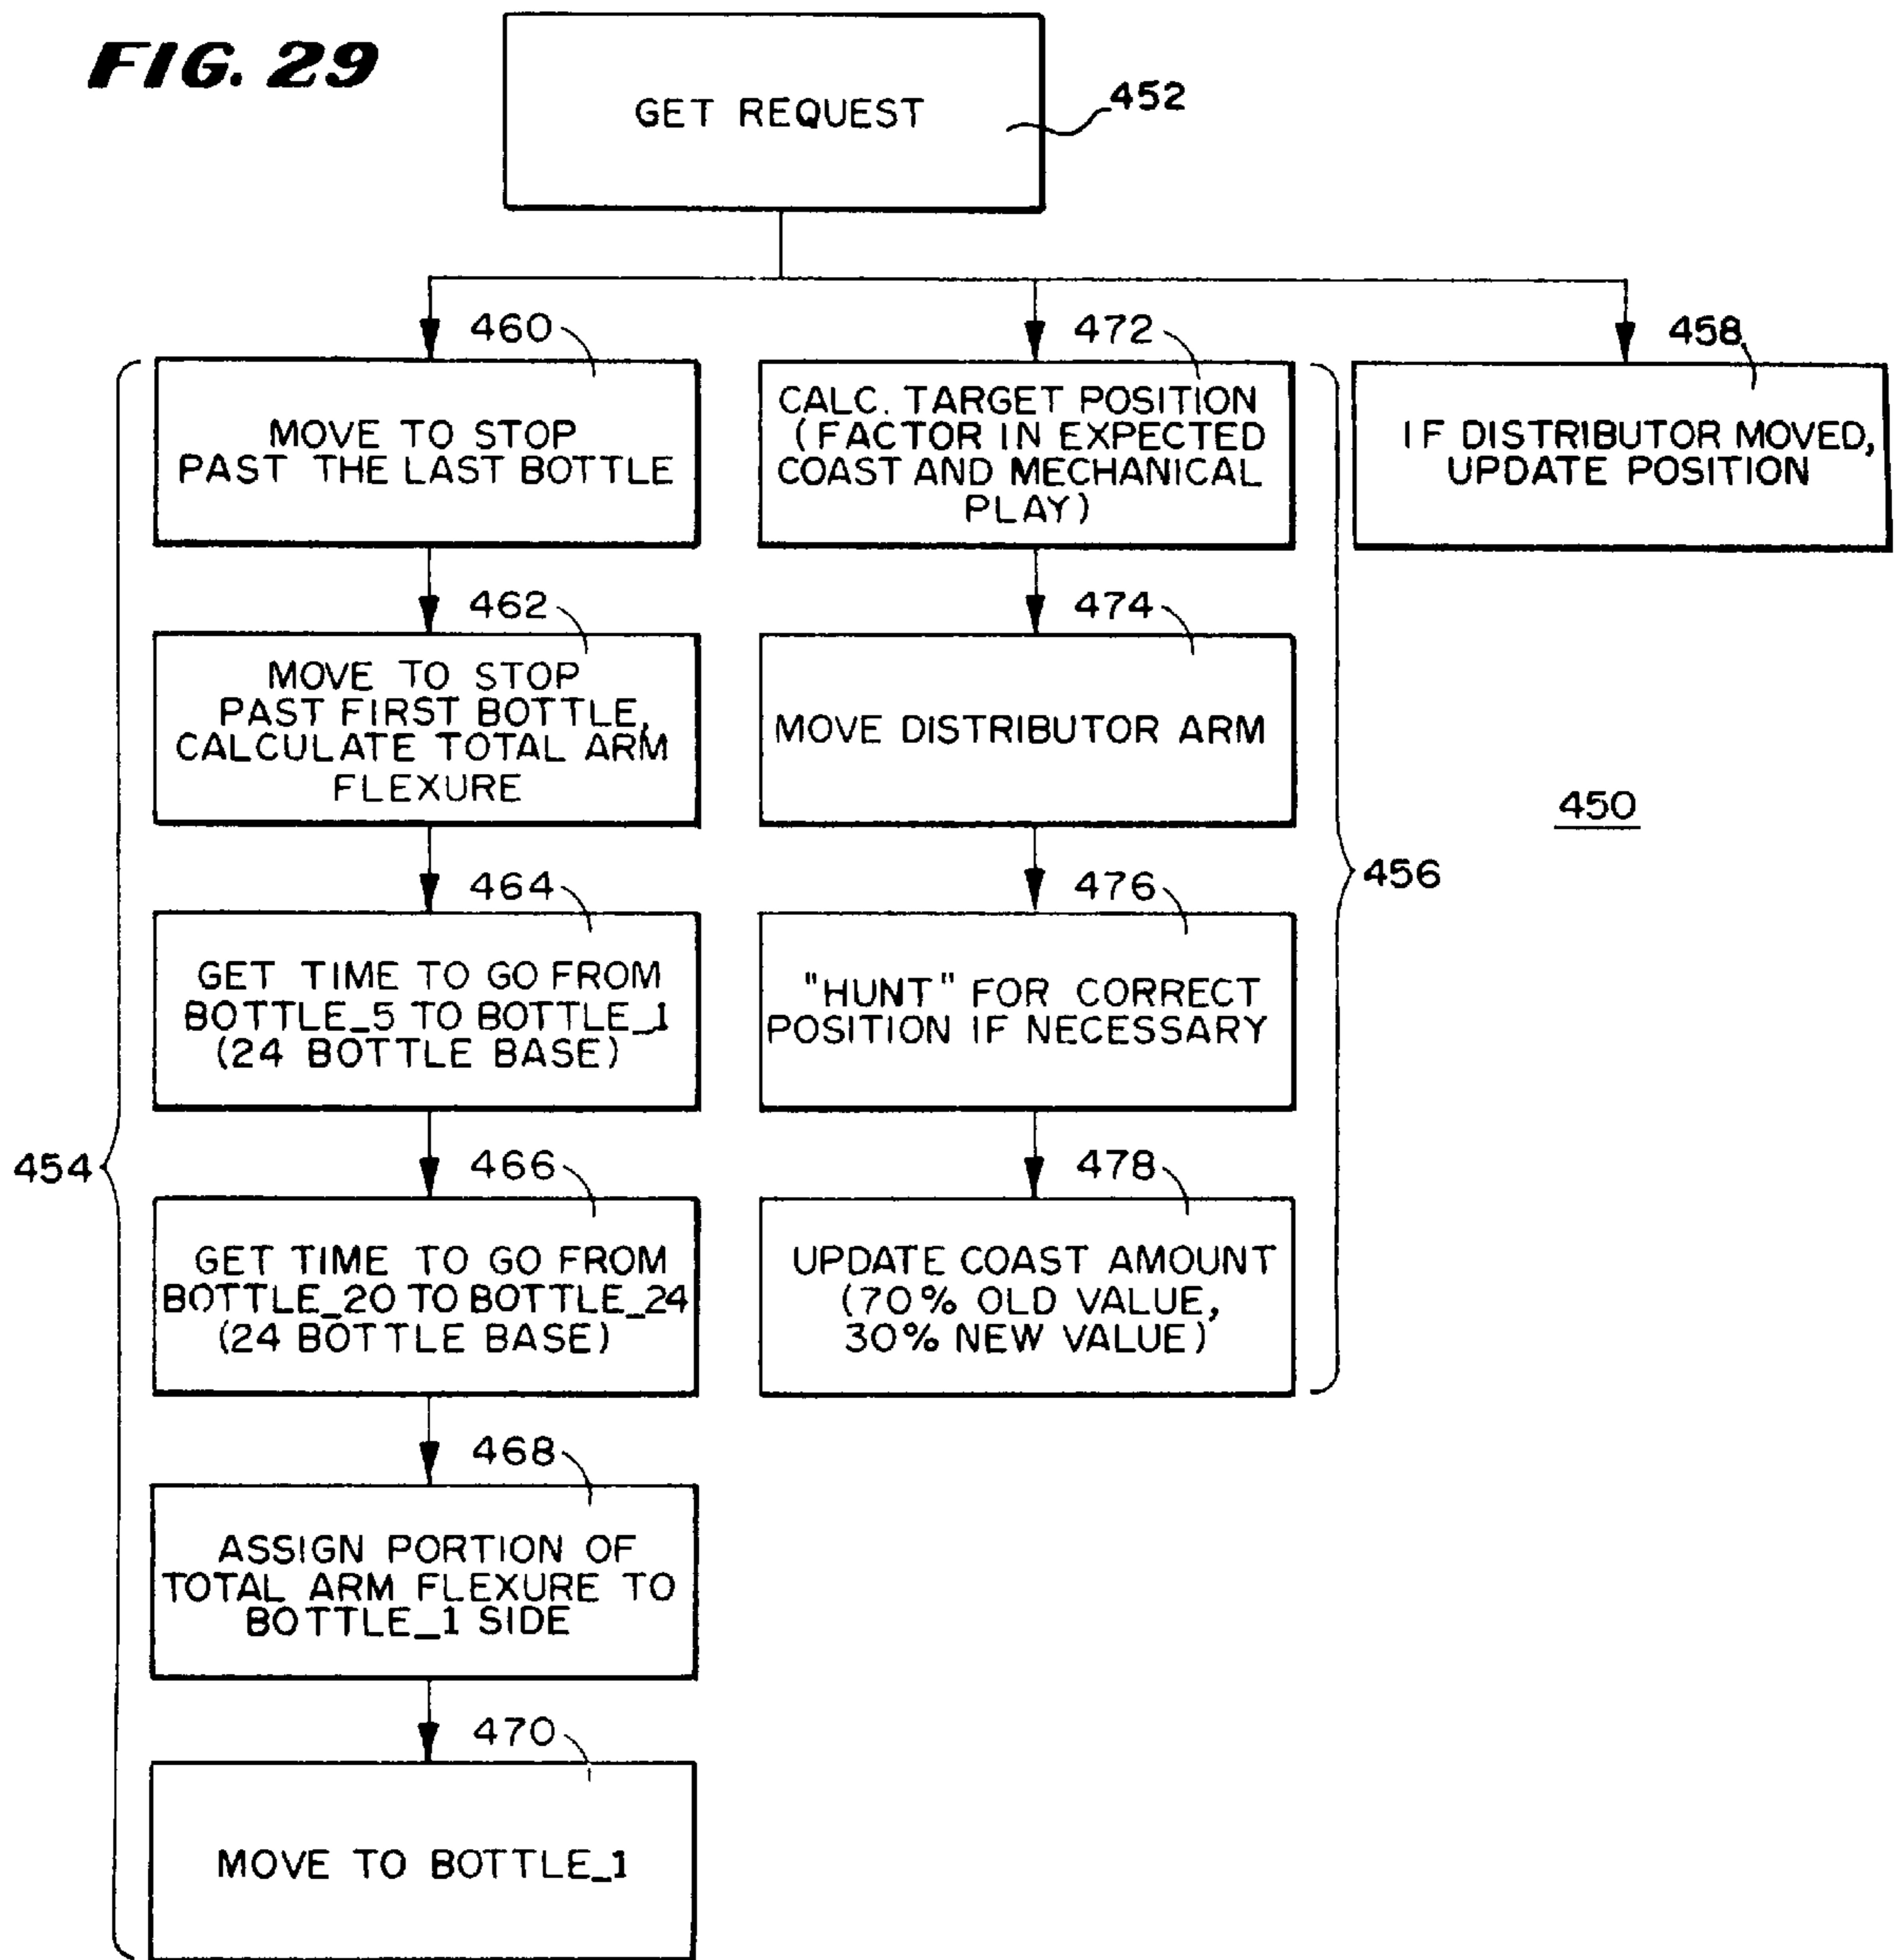 FIG. 29
GET REQUEST
452
460
MOVE TO STOP
PAST THE LAST BOTTLE
462
MOVE TO STOP
PAST FIRST BOTTLE,
CALCULATE TOTAL ARM
FLEXURE
464
GET TIME TO GO FROM
BOTTLE_5 TO BOTTLE_1
(24 BOTTLE BASE)
454
466
GET TIME TO GO FROM
BOTTLE_20 TO BOTTLE_24
(24 BOTTLE BASE)
468
ASSIGN PORTION OF
TOTAL ARM FLEXURE TO
BOTTLE_1 SIDE
470
MOVE TO BOTTLE_1
472
CALC. TARGET POSITION
(FACTOR IN EXPECTED
COAST AND MECHANICAL
PLAY)
474
MOVE DISTRIBUTOR ARM
456
476
"HUNT" FOR CORRECT
POSITION IF NECESSARY
478
UPDATE COAST AMOUNT
(70% OLD VALUE,
30% NEW VALUE)
458
IF DISTRIBUTOR MOVED,
UPDATE POSITION
450